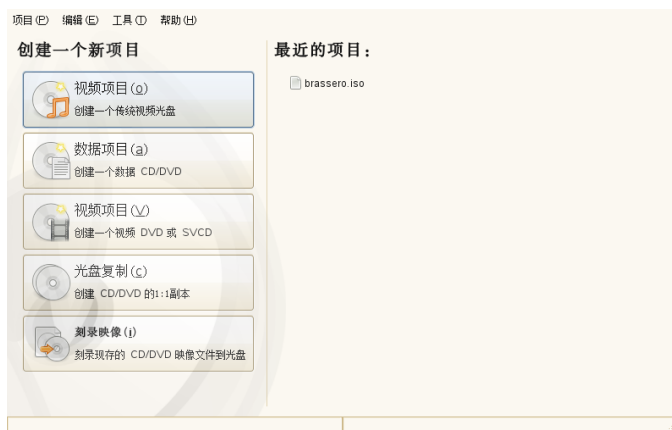 项目(P) 编辑(E) 工具(T) 帮助(H)
创建一个新项目
视频项目(o)
创建一个传统视频光盘
数据项目(a)
创建一个数据 CD/DVD
视频项目(V)
创建一个视频 DVD 或 SVCD
光盘复制(c)
创建 CD/DVD 的1:1副本
刻录映像(i)
刻录现存的 CD/DVD 映像文件到光盘
最近的项目：
brassero.iso